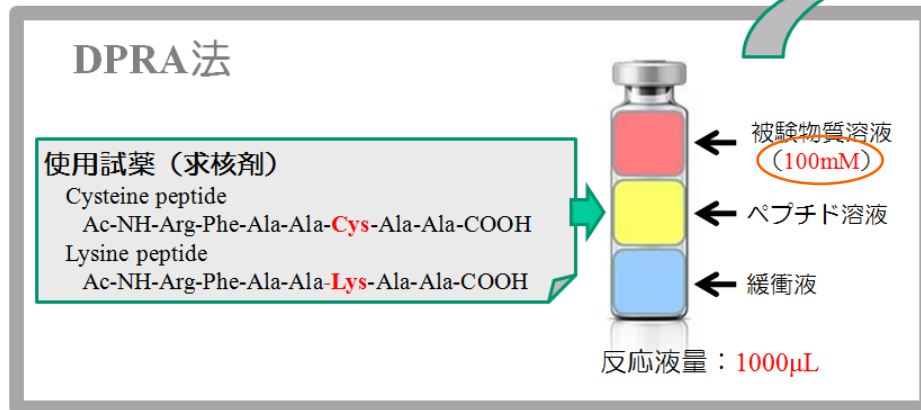 DPRA法
使用試薬（求核剤）
Cysteine peptide
Ac-NH-Arg-Phe-Ala-Ala-Cys-Ala-Ala-COOH
Lysine peptide
Ac-NH-Arg-Phe-Ala-Ala-Lys-Ala-Ala-COOH
被験物質溶液
（100mM）
ペプチド溶液
緩衝液
反応液量：1000μL